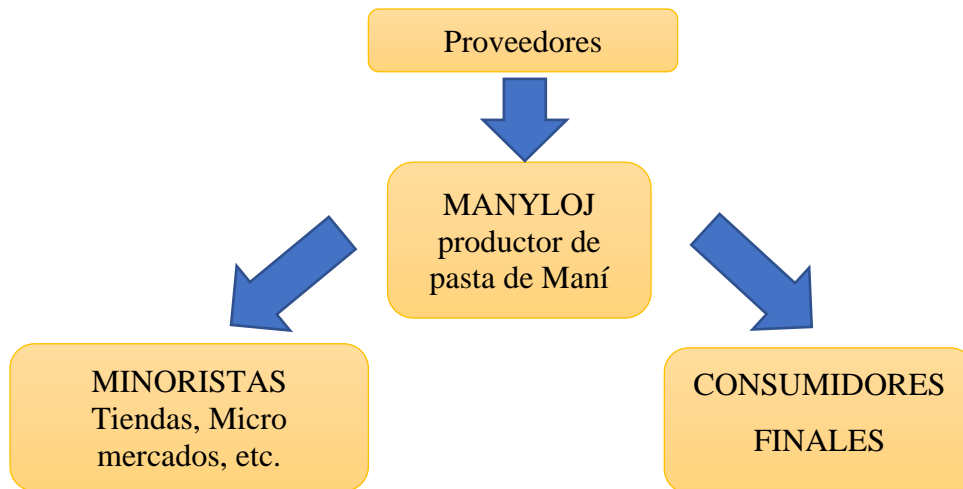 Proveedores
MANYLOJ
productor de
pasta de Maní
MINORISTAS
Tiendas, Micro
mercados, etc.
CONSUMIDORES
FINALES